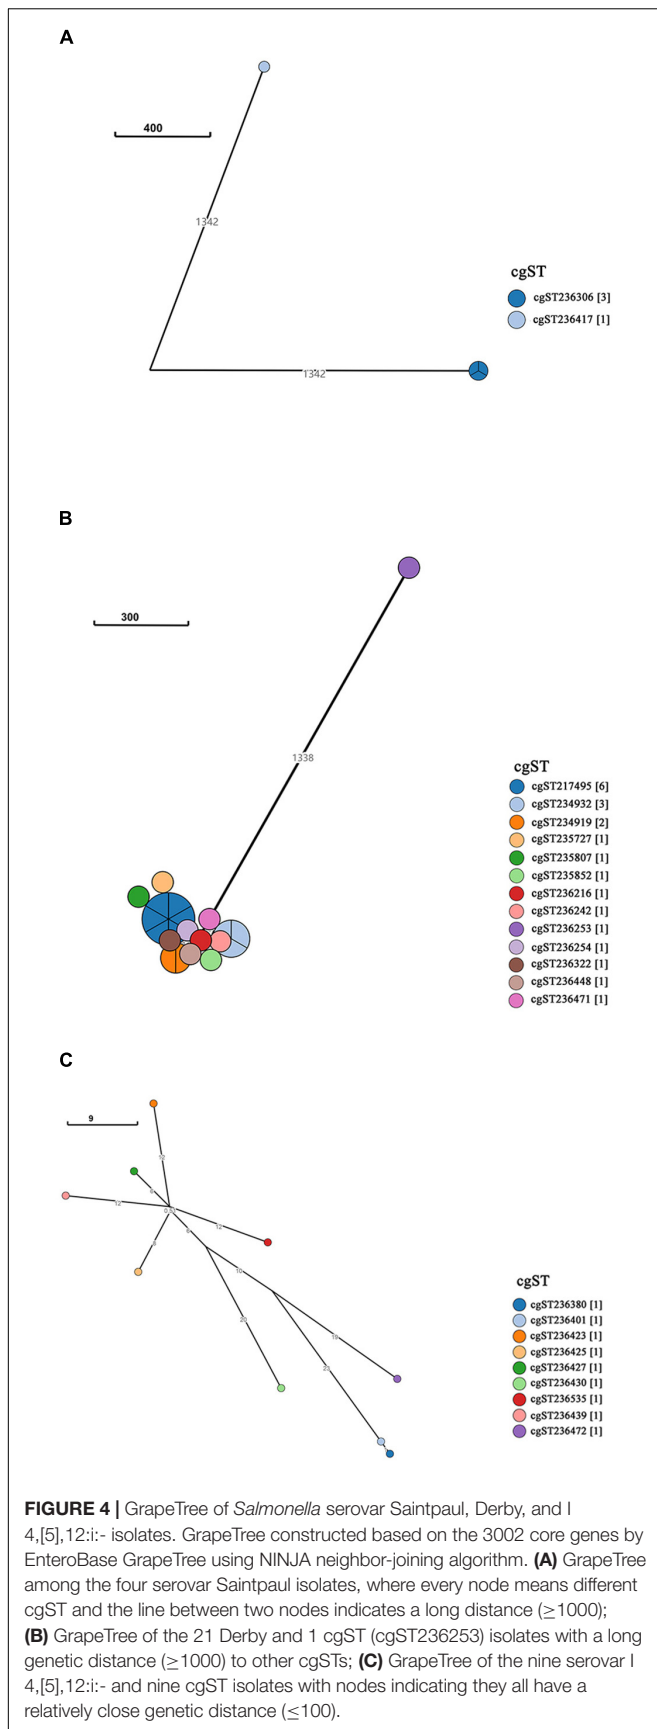 A
400
1342
1342
cgST
cgST236306 [3]
cgST236417 [1]
B
300
1338
cgST
cgST217495 [6]
cgST234932 [3]
cgST234919 [2]
cgST235727 [1]
cgST235807 [1]
cgST235852 [1]
cgST236216 [1]
cgST236242 [1]
cgST236253 [1]
cgST236254 [1]
cgST236322 [1]
cgST236448 [1]
cgST236471 [1]
C
9
12
6
12
12
6
10
19
cgST
cgST236380 [1]
cgST236401 [1]
cgST236423 [1]
cgST236425 [1]
cgST236427 [1]
cgST236430 [1]
cgST236535 [1]
cgST236439 [1]
cgST236472 [1]
FIGURE 4 | GrapeTree of Salmonella serovar Saintpaul, Derby, and I
4,[5],12:i:- isolates. GrapeTree constructed based on the 3002 core genes by
EnteroBase GrapeTree using NINJA neighbor-joining algorithm. (A) GrapeTree
among the four serovar Saintpaul isolates, where every node means different
cgST and the line between two nodes indicates a long distance (≥1000);
(B) GrapeTree of the 21 Derby and 1 cgST (cgST236253) isolates with a long
genetic distance (≥1000) to other cgSTs; (C) GrapeTree of the nine serovar I
4,[5],12:i:- and nine cgST isolates with nodes indicating they all have a
relatively close genetic distance (≤100).